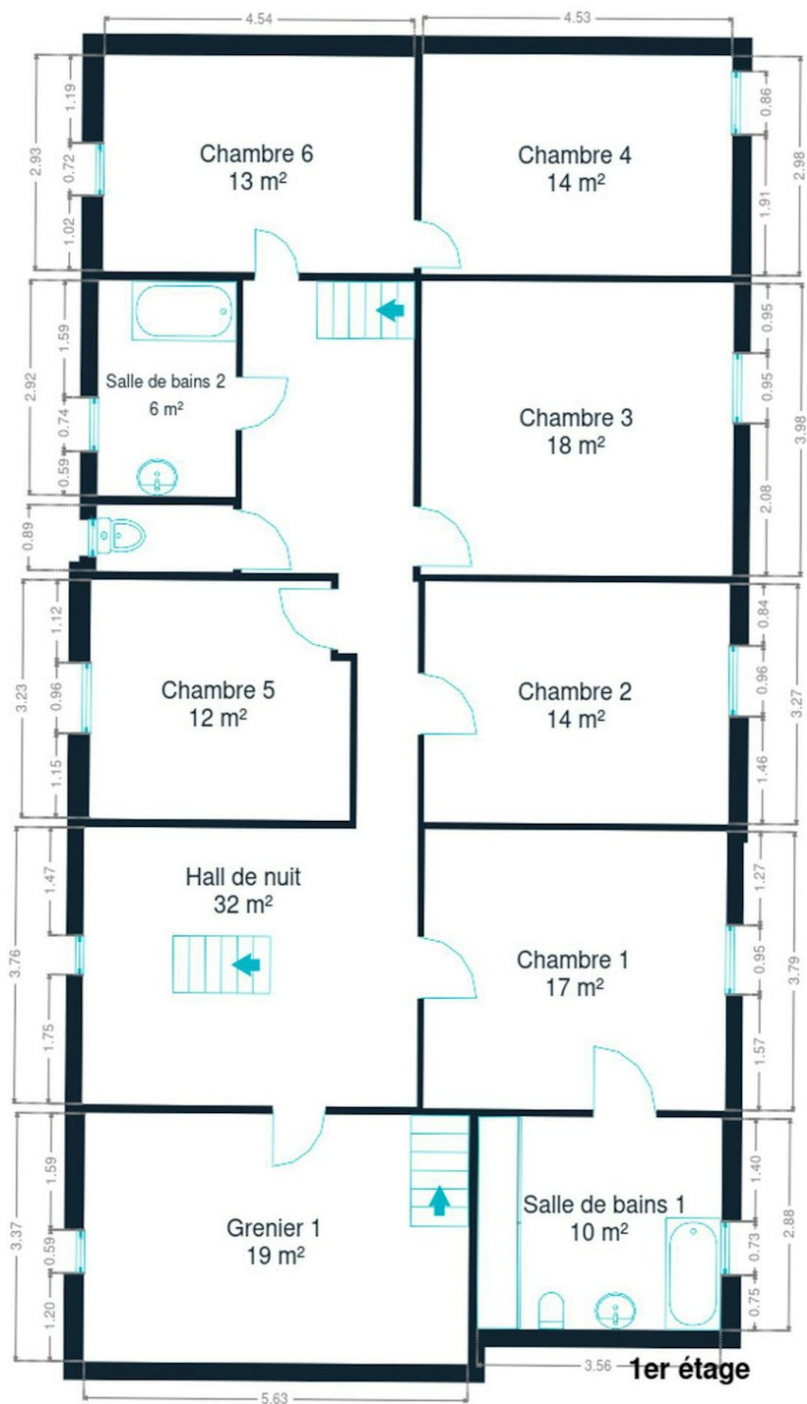 4.54
4.53
1.19
0.72
1.02
2.93
Chambre 6
13 m²
Chambre 4
14 m²
0.86
1.91
2.98
1.59
0.74
0.59
2.92
Salle de bains 2
6 m²
Chambre 3
18 m²
0.95
0.95
2.08
3.98
0.89
1.12
0.96
1.15
3.23
Chambre 5
12 m²
Chambre 2
14 m²
0.84
0.96
1.46
3.27
1.47
1.75
3.76
Hall de nuit
32 m²
Chambre 1
17 m²
1.27
0.95
1.57
3.79
1.59
0.59
1.20
3.37
Grenier 1
19 m²
Salle de bains 1
10 m²
1.40
0.73
0.75
2.88
3.56
1er étage
5.63